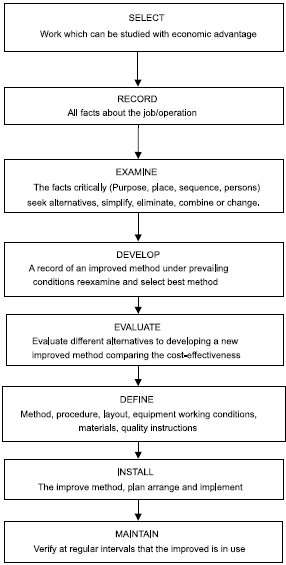 SELECT
Work which can be studied with economic advantage
RECORD
All facts about the job/operation
EXAMINE
The facts critically (Purpose, place, sequence, persons)
seek alternatives, simplify, eliminate, combine or change.
DEVELOP
A record of an improved method under prevailing
conditions reexamine and select best method
EVALUATE
Evaluate different alternatives to developing a new
improved method comparing the cost-effectiveness
DEFINE
Method, procedure, layout, equipment working conditions,
materials, quality instructions
INSTALL
The improve method, plan arrange and implement
MAINTAIN
Verify at regular intervals that the improved is in use